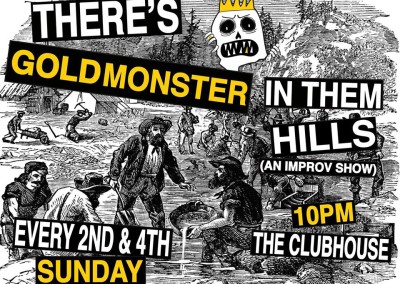 THERE'S
GOLDMONSTER
IN THEM
HILLS
(AN IMPROV SHOW)
10PM
THE CLUBHOUSE
EVERY 2ND & 4TH
SUNDAY